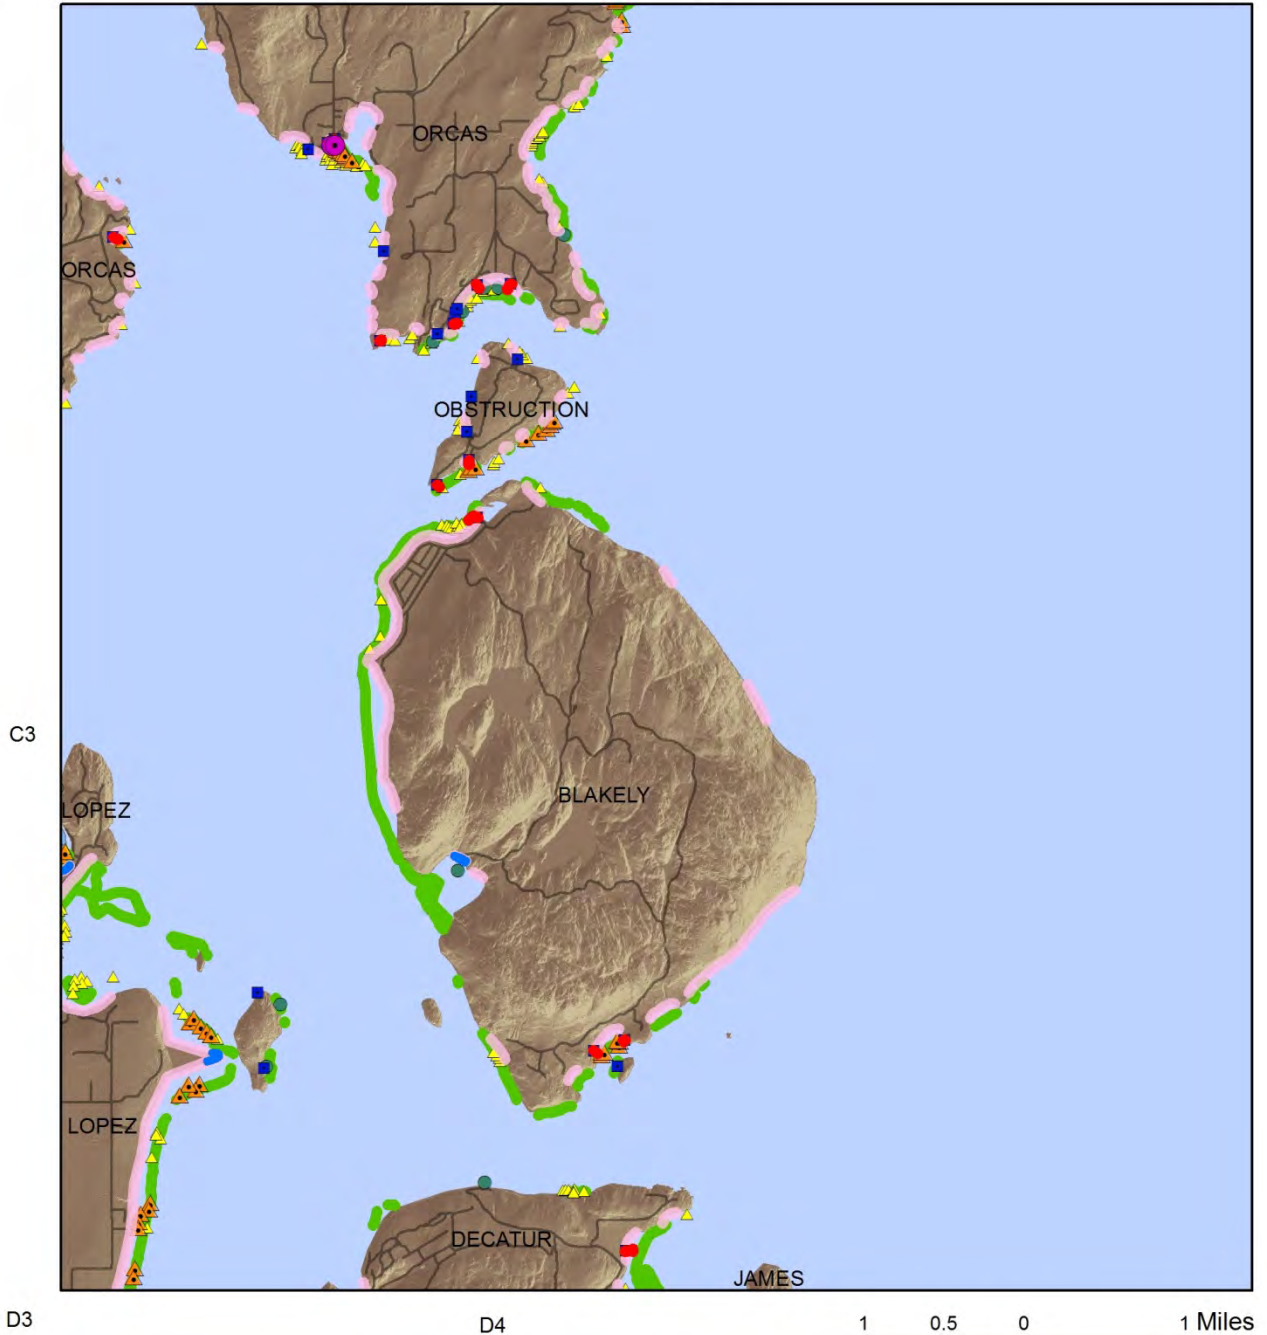 ORCAS
ORCAS
OBSTRUCTION
C3
BLAKELY
LOPEZ
LOPEZ
DECATUR
JAMES
D3
D4
1 0.5 0 1 Miles